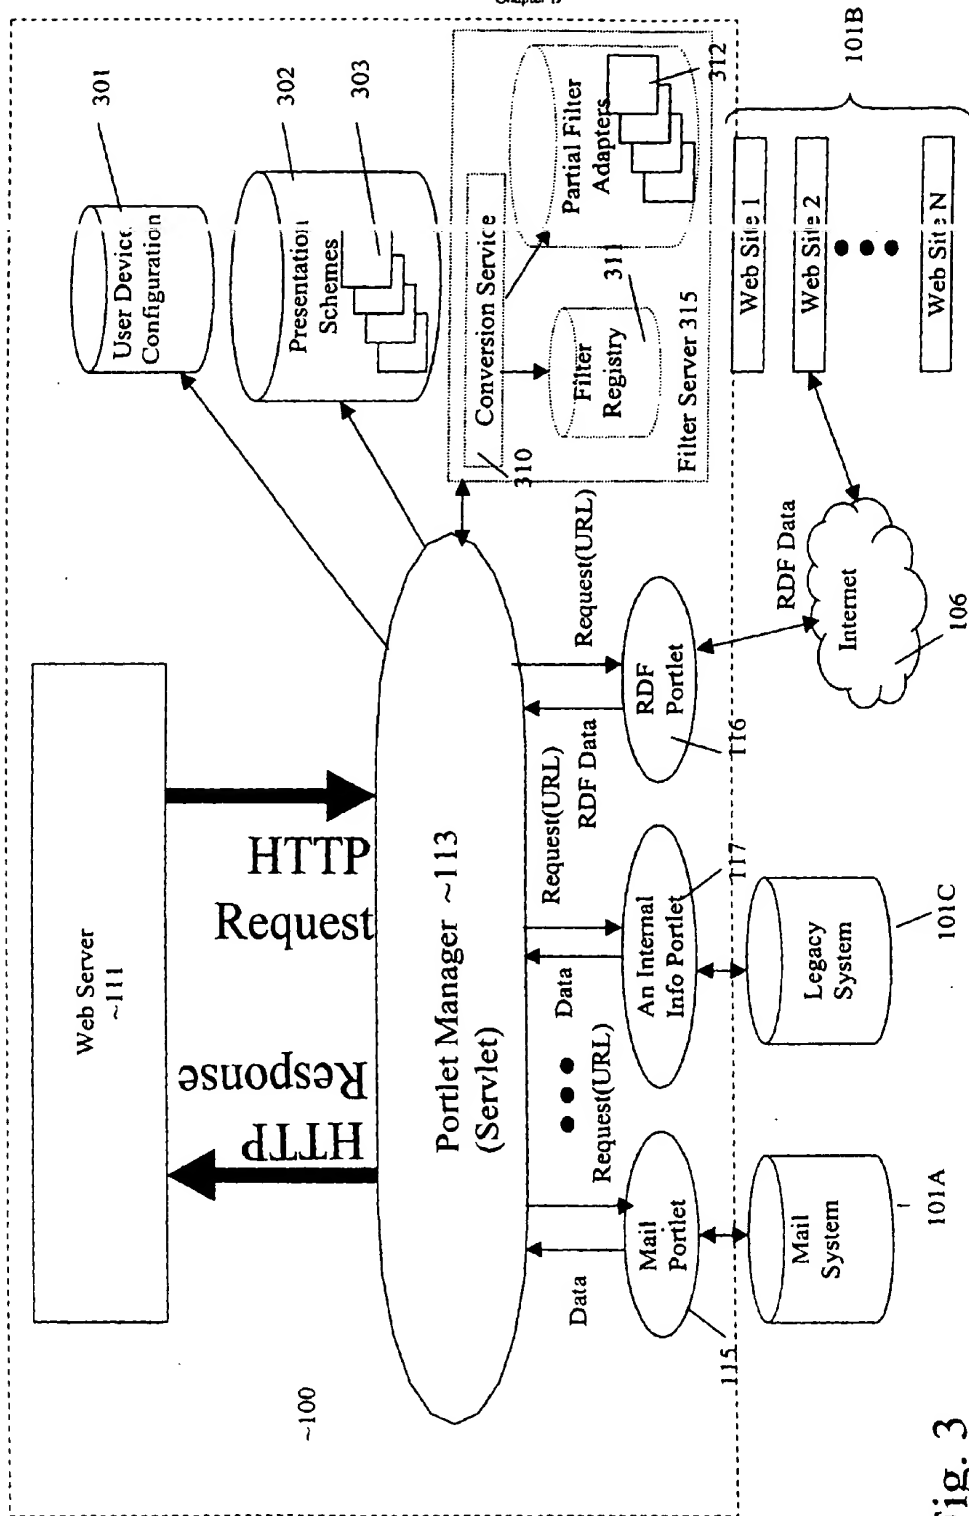 Chapter
Web Server
~111
HTTP
Request
HTTP
Response
Portlet Manager ~113
(Servlet)
~100
User Device
Configuration
301
Presentation
Schemes
302
303
Conversion Service
310
Filter
Registry
311
Partial Filter
Adapters
312
Filter Server 315
Data
Request(URL)
Data
Request(URL)
RDF Data
Request(URL)
Mail
Portlet
115
An Internal
Info Portlet
117
RDF
Portlet
116
Mail
System
101A
Legacy
System
101C
RDF Data
Internet
106
Web Site 1
Web Site 2
Web Site N
101B
Fig. 3